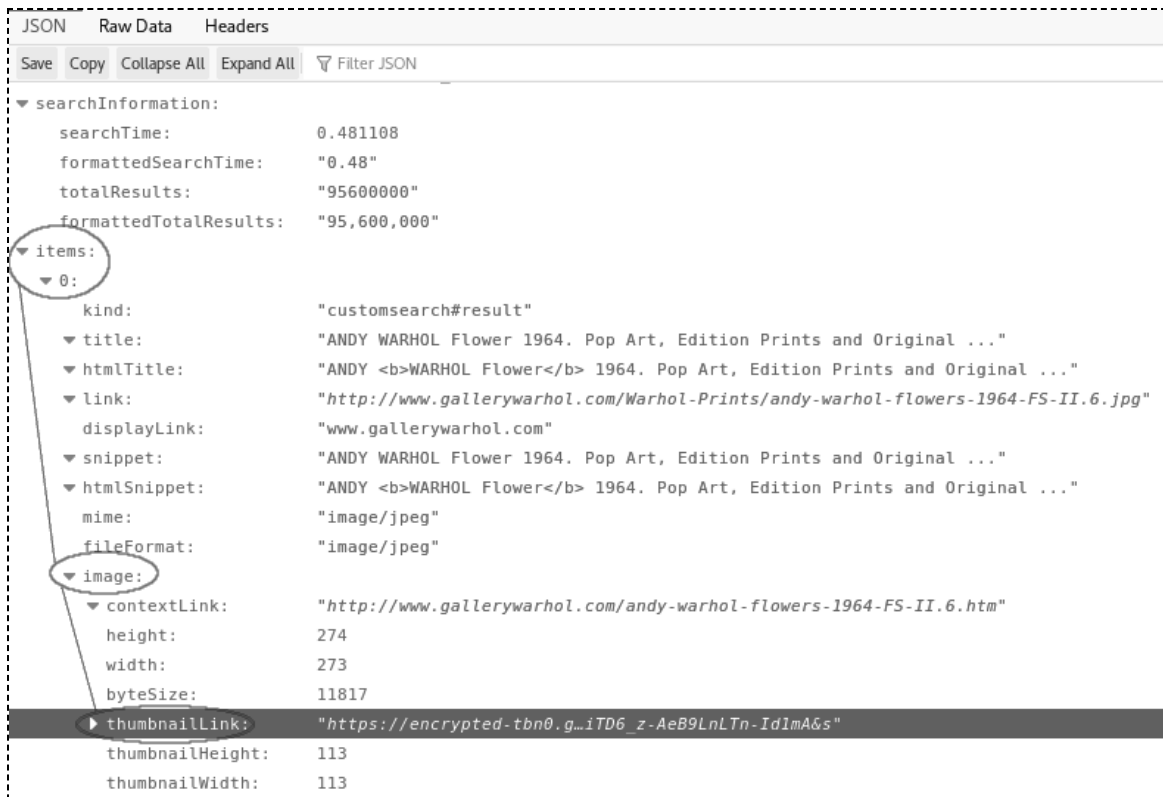 JSON Raw Data Headers
Save Copy Collapse All Expand All Filter JSON
searchInformation:
searchTime: 0.481108
formattedSearchTime: "0.48"
totalResults: "95600000"
formattedTotalResults: "95,600,000"
items:
0:
kind: "customsearch#result"
title: "ANDY WARHOL Flower 1964. Pop Art, Edition Prints and Original ..."
htmlTitle: "ANDY <b>WARHOL Flower</b> 1964. Pop Art, Edition Prints and Original ..."
link: "http://www.gallerywarhol.com/Warhol-Prints/andy-warhol-flowers-1964-FS-II.6.jpg"
displayLink: "www.gallerywarhol.com"
snippet: "ANDY WARHOL Flower 1964. Pop Art, Edition Prints and Original ..."
htmlSnippet: "ANDY <b>WARHOL Flower</b> 1964. Pop Art, Edition Prints and Original ..."
mime: "image/jpeg"
fileFormat: "image/jpeg"
image:
contextLink: "http://www.gallerywarhol.com/andy-warhol-flowers-1964-FS-II.6.htm"
height: 274
width: 273
byteSize: 11817
thumbnailLink: "https://encrypted-tbn0.g…iTD6_z-AeB9LnLTn-Id1mA&s"
thumbnailHeight: 113
thumbnailWidth: 113